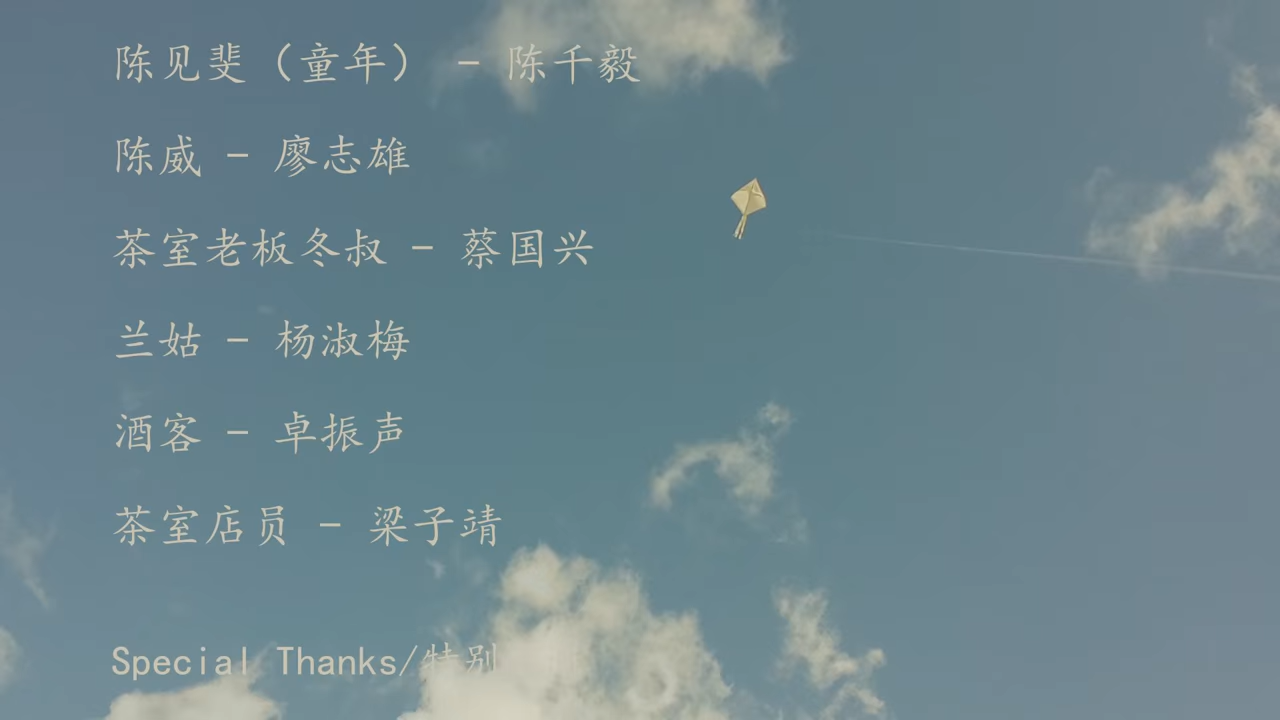 陈见斐（童年） - 陈千毅
陈威 - 廖志雄
茶室老板冬叔 - 蔡国兴
兰姑 - 杨淑梅
酒客 - 卓振声
茶室店员 - 梁子靖
Special Thanks/特别